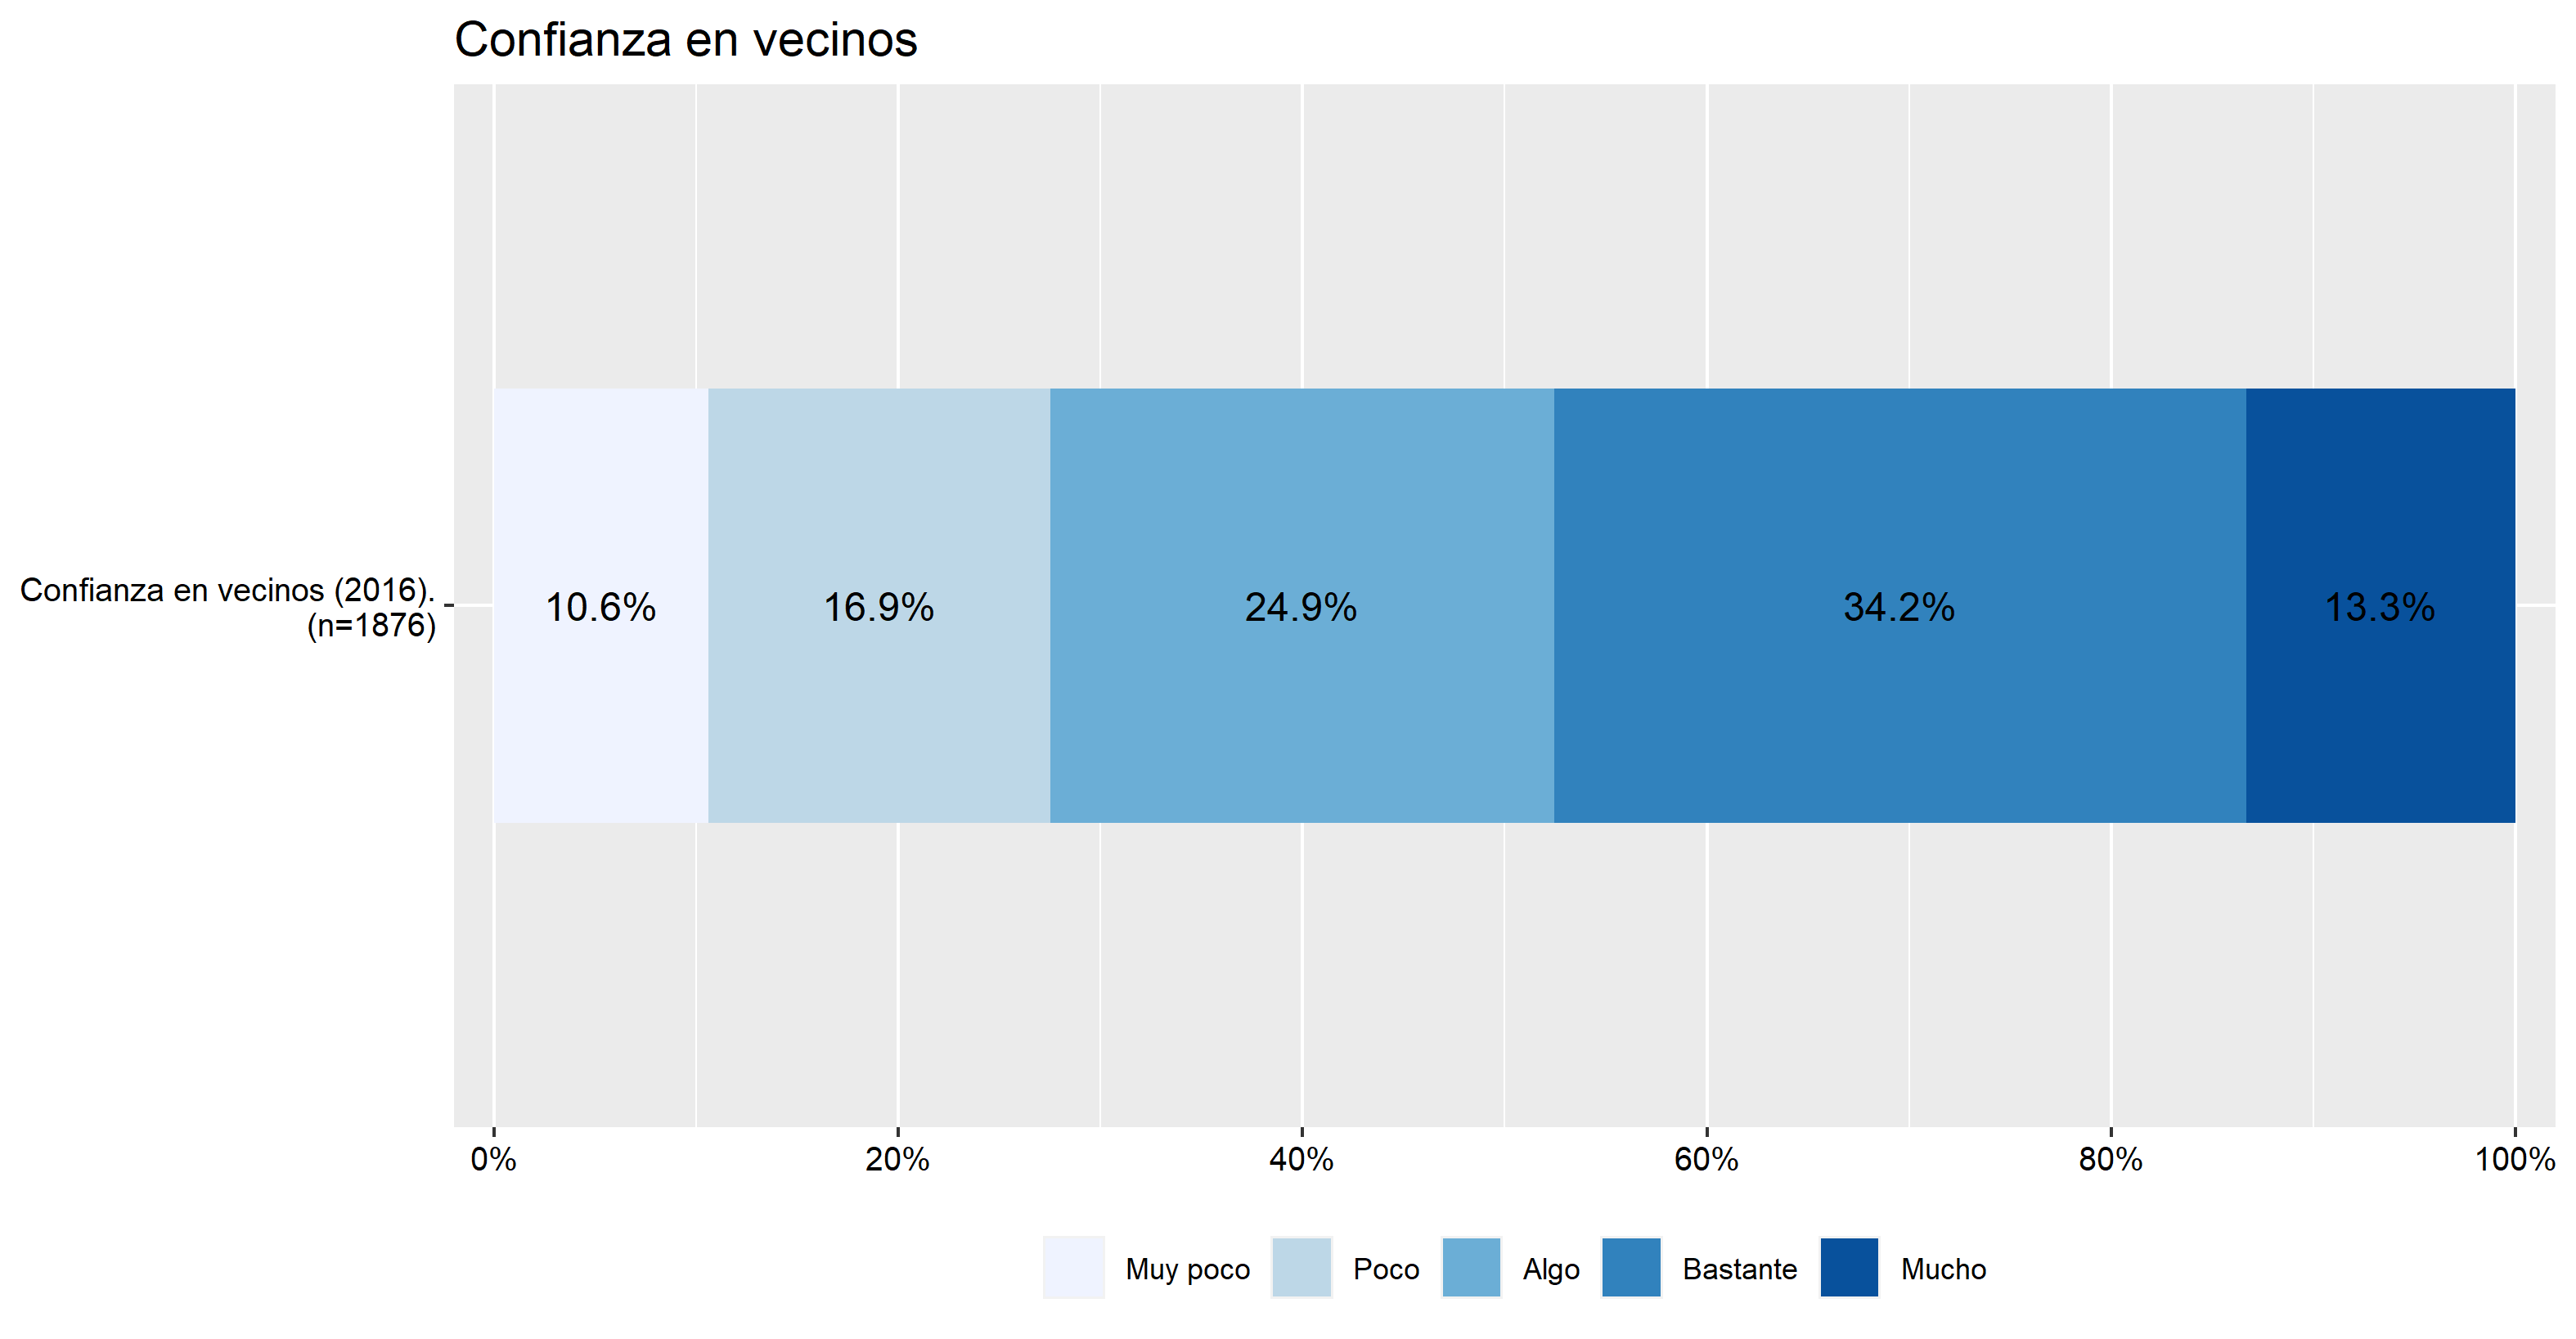 Confianza en vecinos
Confianza en vecinos (2016).
(n=1876)
10.6% 16.9% 24.9% 34.2% 13.3%
0% 20% 40% 60% 80% 100%
Muy poco Poco Algo Bastante Mucho